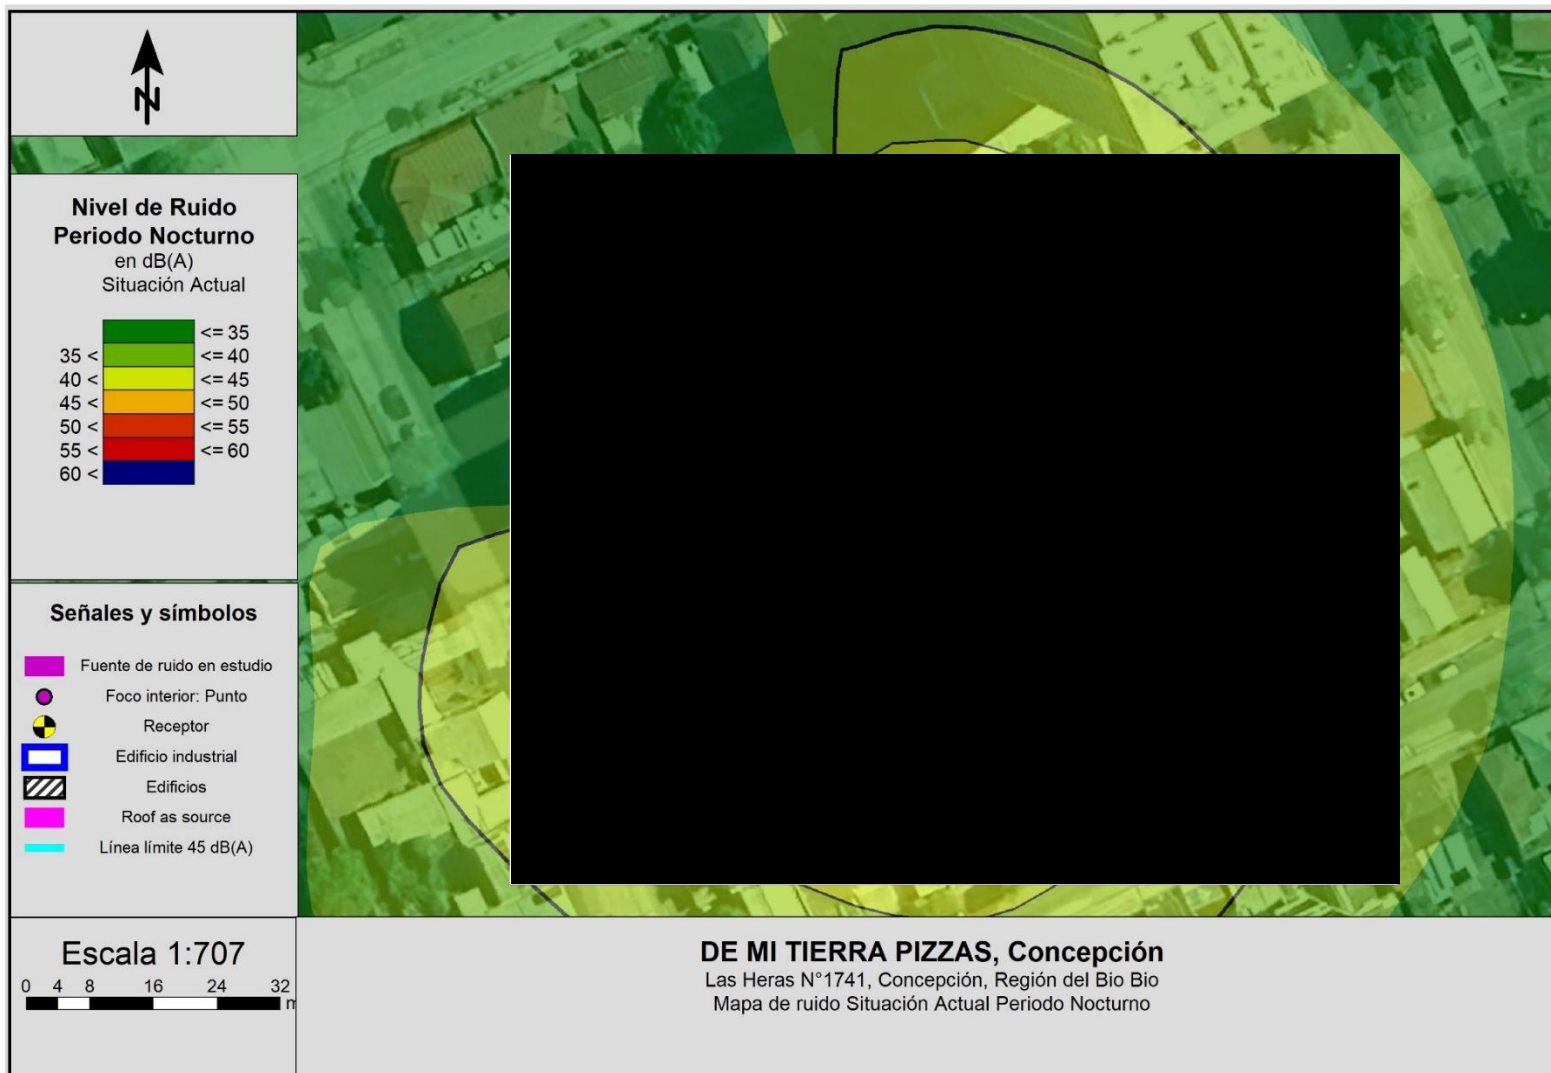 N
Nivel de Ruido
Periodo Nocturno
en dB(A)
Situación Actual
<= 35
35 < <= 40
40 < <= 45
45 < <= 50
50 < <= 55
55 < <= 60
60 <
Señales y símbolos
Fuente de ruido en estudio
Foco interior: Punto
Receptor
Edificio industrial
Edificios
Roof as source
Línea límite 45 dB(A)
Escala 1:707
0 4 8 16 24 32
m
DE MI TIERRA PIZZAS, Concepción
Las Heras N°1741, Concepción, Región del Bio Bio
Mapa de ruido Situación Actual Periodo Nocturno